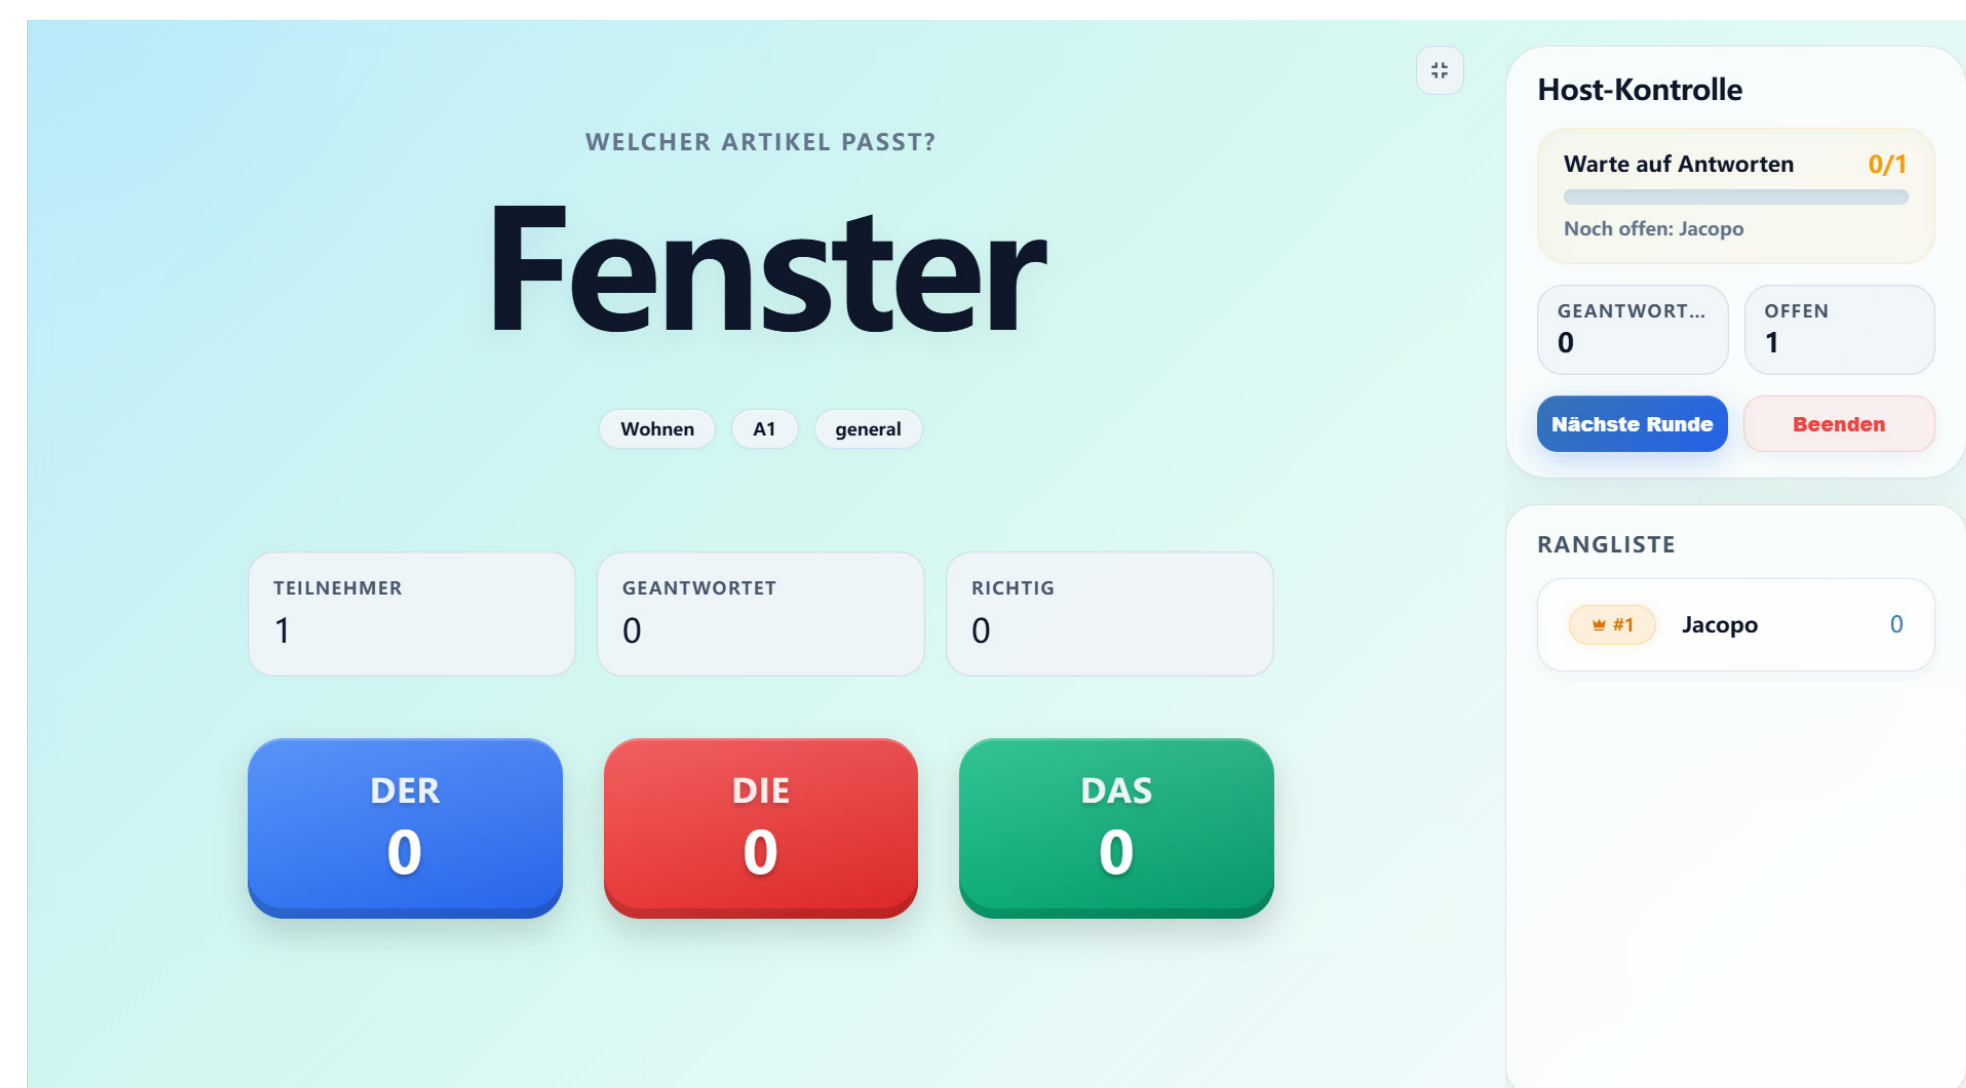 WELCHER ARTIKEL PASST?
Fenster
Wohnen A1 general
TEILNEHMER
1
GEANTWORTET
0
RICHTIG
0
DER
0
DIE
0
DAS
0
Host-Kontrolle
Warte auf Antworten 0/1
Noch offen: Jacopo
GEANTWORT...
0
OFFEN
1
Nächste Runde Beenden
RANGLISTE
#1 Jacopo 0